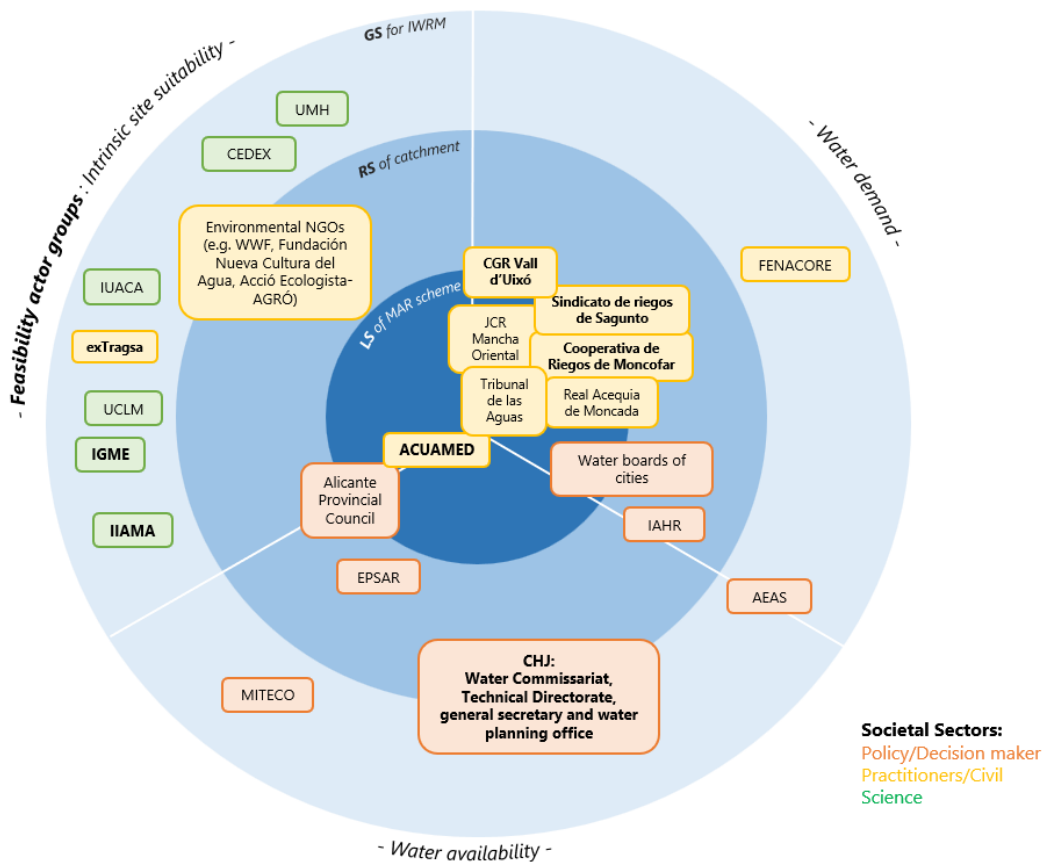 GS for IWRM
- Feasibility actor groups : Intrinsic site suitability -
UMH
CEDEX
RS of catchment
- Water demand -
Environmental NGOs
(e.g. WWF, Fundación
Nueva Cultura del
Agua, Acció Ecologista-
AGRÓ)
IUACA
exTragsa
UCLM
IGME
IIAMA
LS of MAR scheme
CGR Vall
d'Uixó
FENACORE
Sindicato de riegos
de Sagunto
JCR
Mancha
Oriental
Cooperativa de
Riegos de Moncofar
Tribunal
de las
Aguas
Real Acequia
de Moncada
ACUAMED
Water boards of
cities
Alicante
Provincial
Council
IAHR
EPSAR
AEAS
MITECO
CHJ:
Water Commissariat,
Technical Directorate,
general secretary and water
planning office
- Water availability -
Societal Sectors:
Policy/Decision maker
Practitioners/Civil
Science